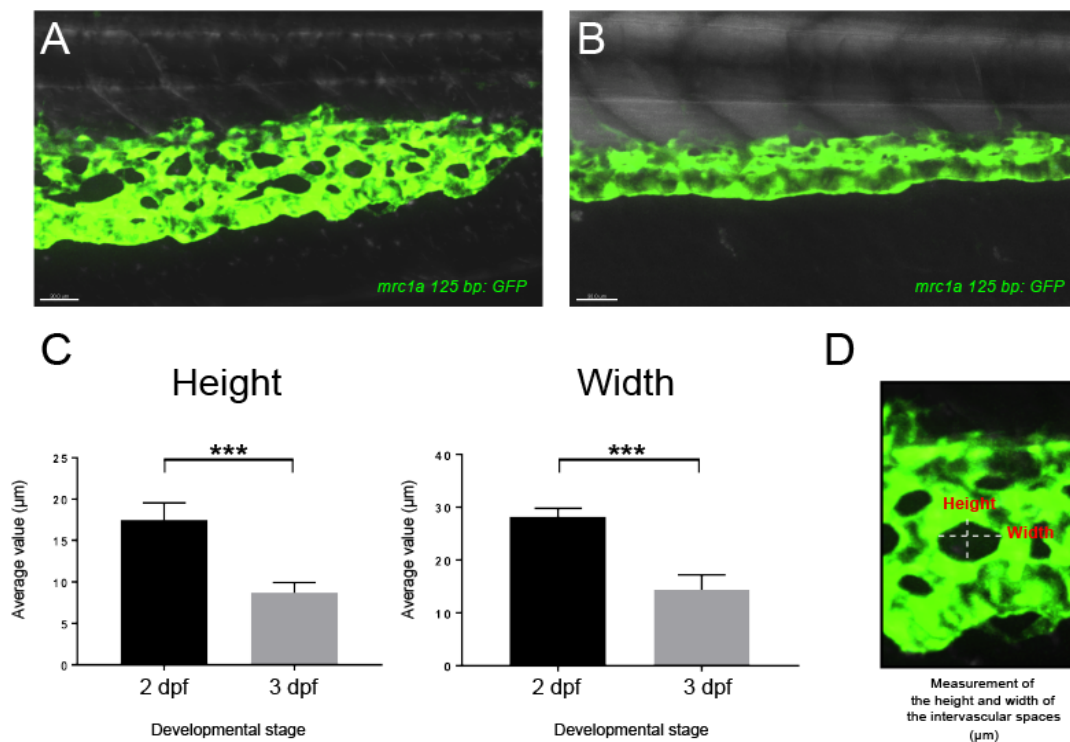 A
B
mrc1a 125 bp: GFP
mrc1a 125 bp: GFP
C
D
Height
Width
***
***
25
20
15
10
5
0
Average value (µm)
2 dpf
3 dpf
Developmental stage
40
30
20
10
0
Average value (µm)
2 dpf
3 dpf
Developmental stage
Height
Width
Measurement of
the height and width of
the intervascular spaces
(µm)